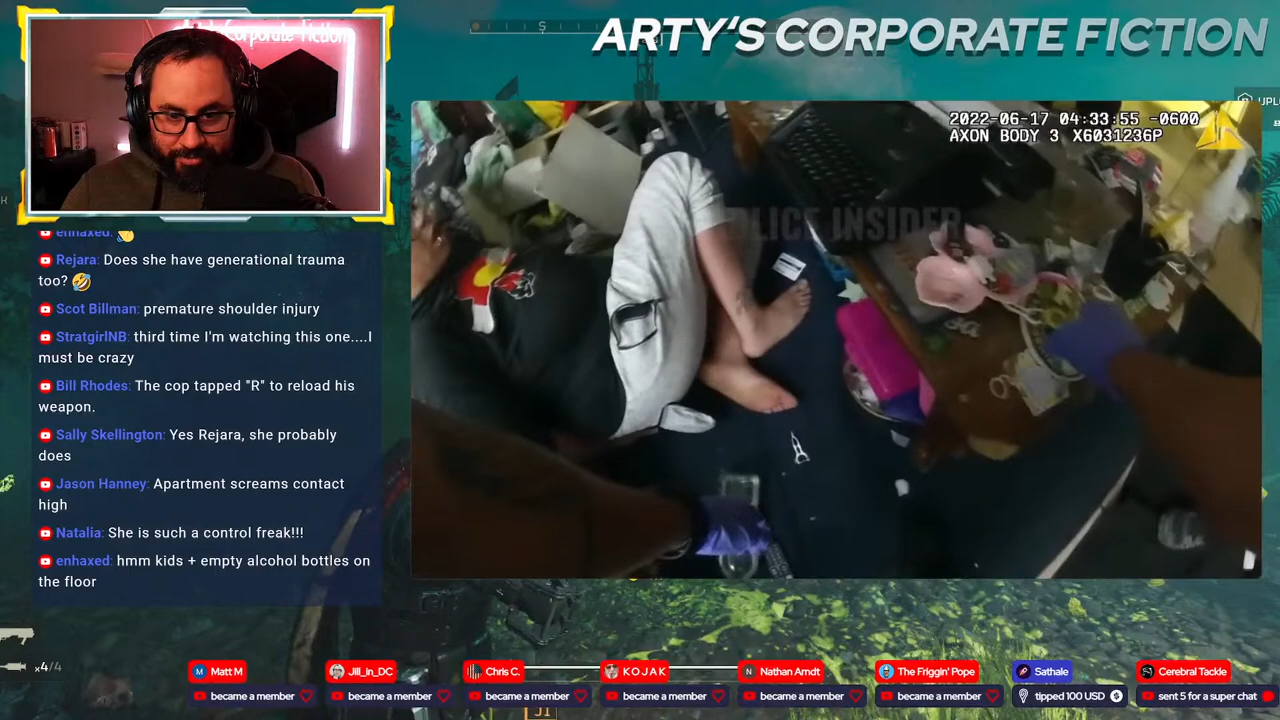 ARTY'S CORPORATE FICTION
S
2022-06-17 04:33:55 -0600
AXON BODY 3 X6031236P
POLICE INSIDER
enhaxed:
Rejara: Does she have generational trauma
too?
Scot Billman: premature shoulder injury
StratgirlNB: third time I'm watching this one....I
must be crazy
Bill Rhodes: The cop tapped "R" to reload his
weapon.
Sally Skellington: Yes Rejara, she probably
does
Jason Hanney: Apartment screams contact
high
Natalia: She is such a control freak!!!
enhaxed: hmm kids + empty alcohol bottles on
the floor
x4/4
M Matt M
became a member
Jill_in_DC
became a member
Chris C.
became a member
K O J A K
became a member
N Nathan Arndt
became a member
The Friggin' Pope
became a member
Sathale
tipped 100 USD
Cerebral Tackle
sent 5 for a super chat